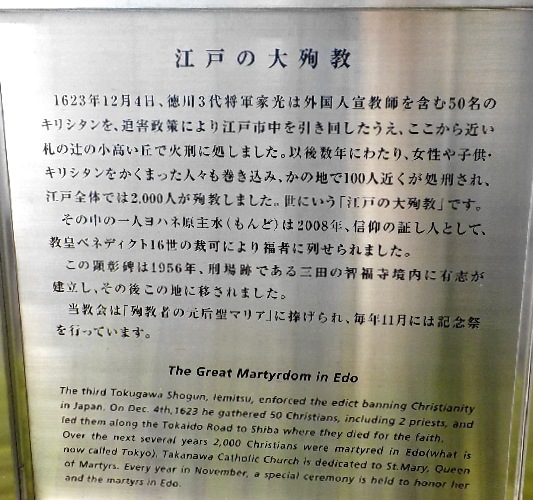 江戸の大殉教
1623年12月4日、徳川3代将軍家光は外国人宣教師を含む50名の
キリシタンを、迫害政策により江戸市中を引き回したうえ、ここから近い
札の辻の小高い丘で火刑に処しました。以後数年にわたり、女性や子供・
キリシタンをかくまった人々も巻き込み、かの地で100人近くが処刑され、
江戸全体では2,000人が殉教しました。世にいう「江戸の大殉教」です。
その中の一人ヨハネ原主水(もんど)は2008年、信仰の証し人として、
教皇ベネディクト16世の裁可により福者に列せられました。
この顕彰碑は1956年、刑場跡である三田の智福寺境内に有志が
建立し、その後この地に移されました。
当教会は「殉教者の元后聖マリア」に捧げられ、毎年11月には記念祭
を行っています。
The Great Martyrdom in Edo
The third Tokugawa Shogun, Iemitsu, enforced the edict banning Christianity
in Japan. On Dec. 4th,1623 he gathered 50 Christians, including 2 priests, and
led them along the Tokaido Road to Shiba where they died for the faith.
Over the next several years 2,000 Christians were martyred in Edo(what is
now called Tokyo). Takanawa Catholic Church is dedicated to St.Mary, Queen
of Martyrs. Every year in November, a special ceremony is held to honor her
and the martyrs in Edo.